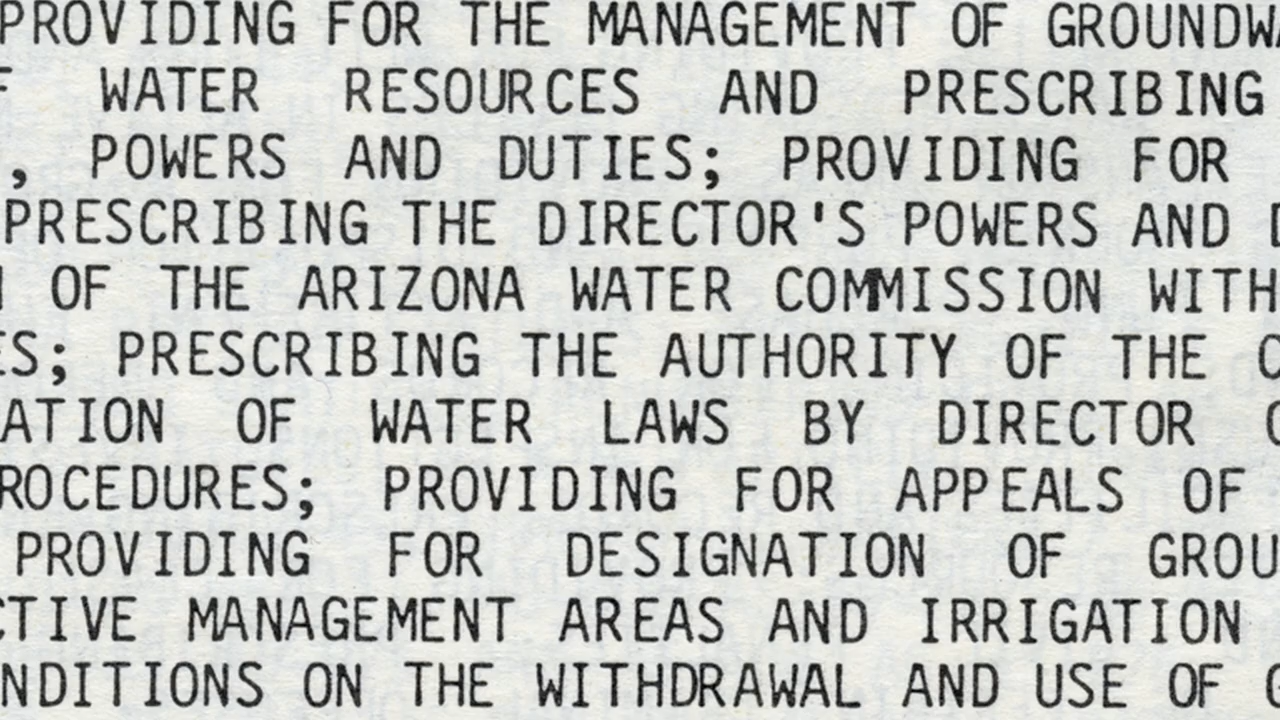 PROVIDING FOR THE MANAGEMENT OF GROUNDWA
F WATER RESOURCES AND PRESCRIBING
, POWERS AND DUTIES; PROVIDING FOR
PRESCRIBING THE DIRECTOR'S POWERS AND D
OF THE ARIZONA WATER COMMISSION WITH
ES; PRESCRIBING THE AUTHORITY OF THE C
ATION OF WATER LAWS BY DIRECTOR
ROCEDURES; PROVIDING FOR APPEALS OF
PROVIDING FOR DESIGNATION OF GROU
CTIVE MANAGEMENT AREAS AND IRRIGATION
NDITIONS ON THE WITHDRAWAL AND USE OF G